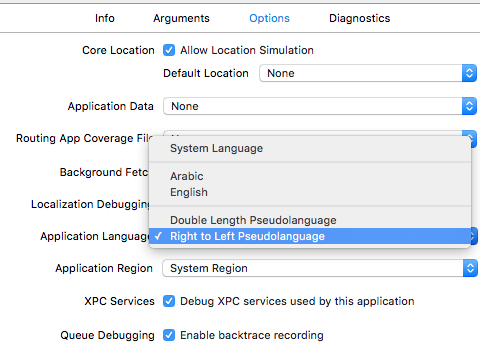 Info Arguments Options Diagnostics
Core Location Allow Location Simulation
Default Location None
Application Data None
Routing App Coverage File
System Language
Background Fetch
Arabic
English
Localization Debugging
Double Length Pseudolanguage
Application Language Right to Left Pseudolanguage
Application Region System Region
XPC Services Debug XPC services used by this application
Queue Debugging Enable backtrace recording